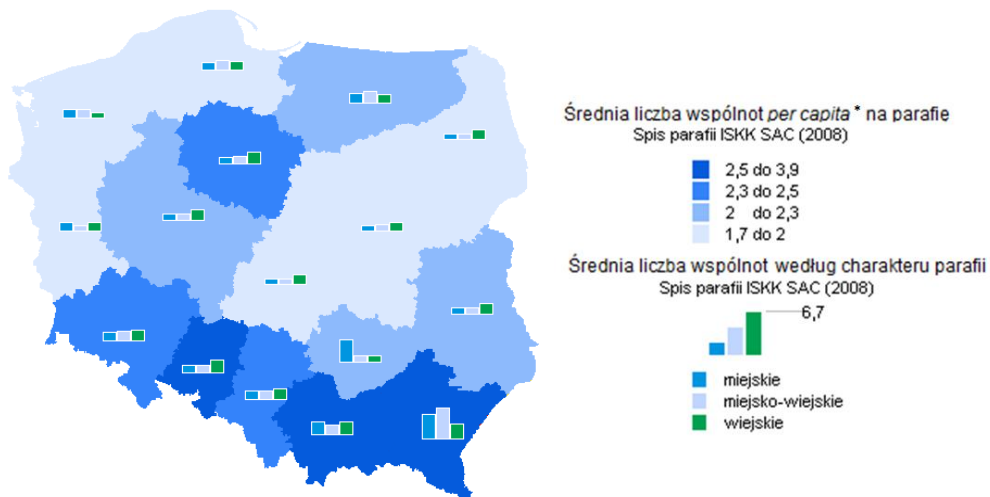 Średnia liczba wspólnot per capita * na parafie
Spis parafii ISKK SAC (2008)
2,5 do 3,9
2,3 do 2,5
2 do 2,3
1,7 do 2
Średnia liczba wspólnot według charakteru parafii
Spis parafii ISKK SAC (2008)
6,7
miejskie
miejsko-wiejskie
wiejskie